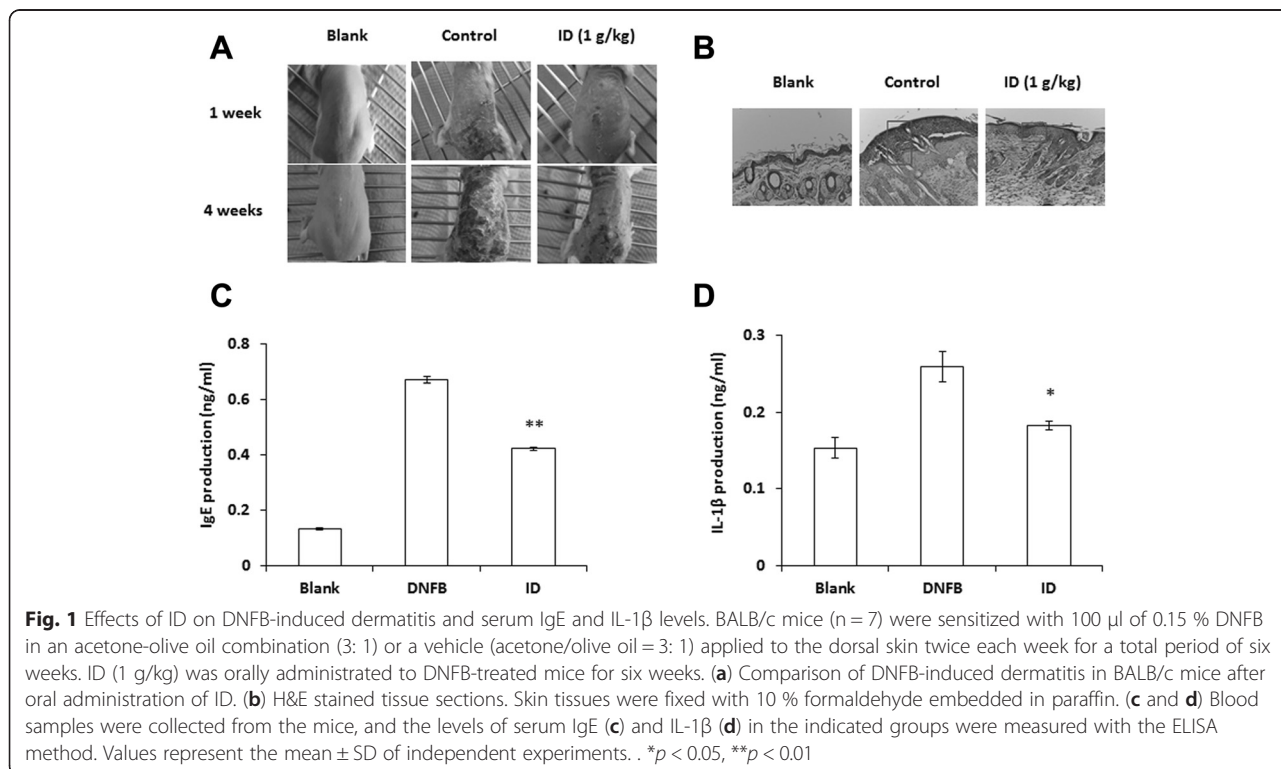 A
Blank Control ID (1 g/kg)
1 week
4 weeks
B
Blank Control ID (1 g/kg)
C
0.8
0.6
0.4
0.2
0
IgE production (ng/ml)
**
Blank DNFB ID
D
0.3
0.2
0.1
0
IL-1β production (ng/ml)
*
Blank DNFB ID
Fig. 1 Effects of ID on DNFB-induced dermatitis and serum IgE and IL-1β levels. BALB/c mice (n = 7) were sensitized with 100 μl of 0.15 % DNFB
in an acetone-olive oil combination (3: 1) or a vehicle (acetone/olive oil = 3: 1) applied to the dorsal skin twice each week for a total period of six
weeks. ID (1 g/kg) was orally administrated to DNFB-treated mice for six weeks. (a) Comparison of DNFB-induced dermatitis in BALB/c mice after
oral administration of ID. (b) H&E stained tissue sections. Skin tissues were fixed with 10 % formaldehyde embedded in paraffin. (c and d) Blood
samples were collected from the mice, and the levels of serum IgE (c) and IL-1β (d) in the indicated groups were measured with the ELISA
method. Values represent the mean ± SD of independent experiments. . *p < 0.05, **p < 0.01